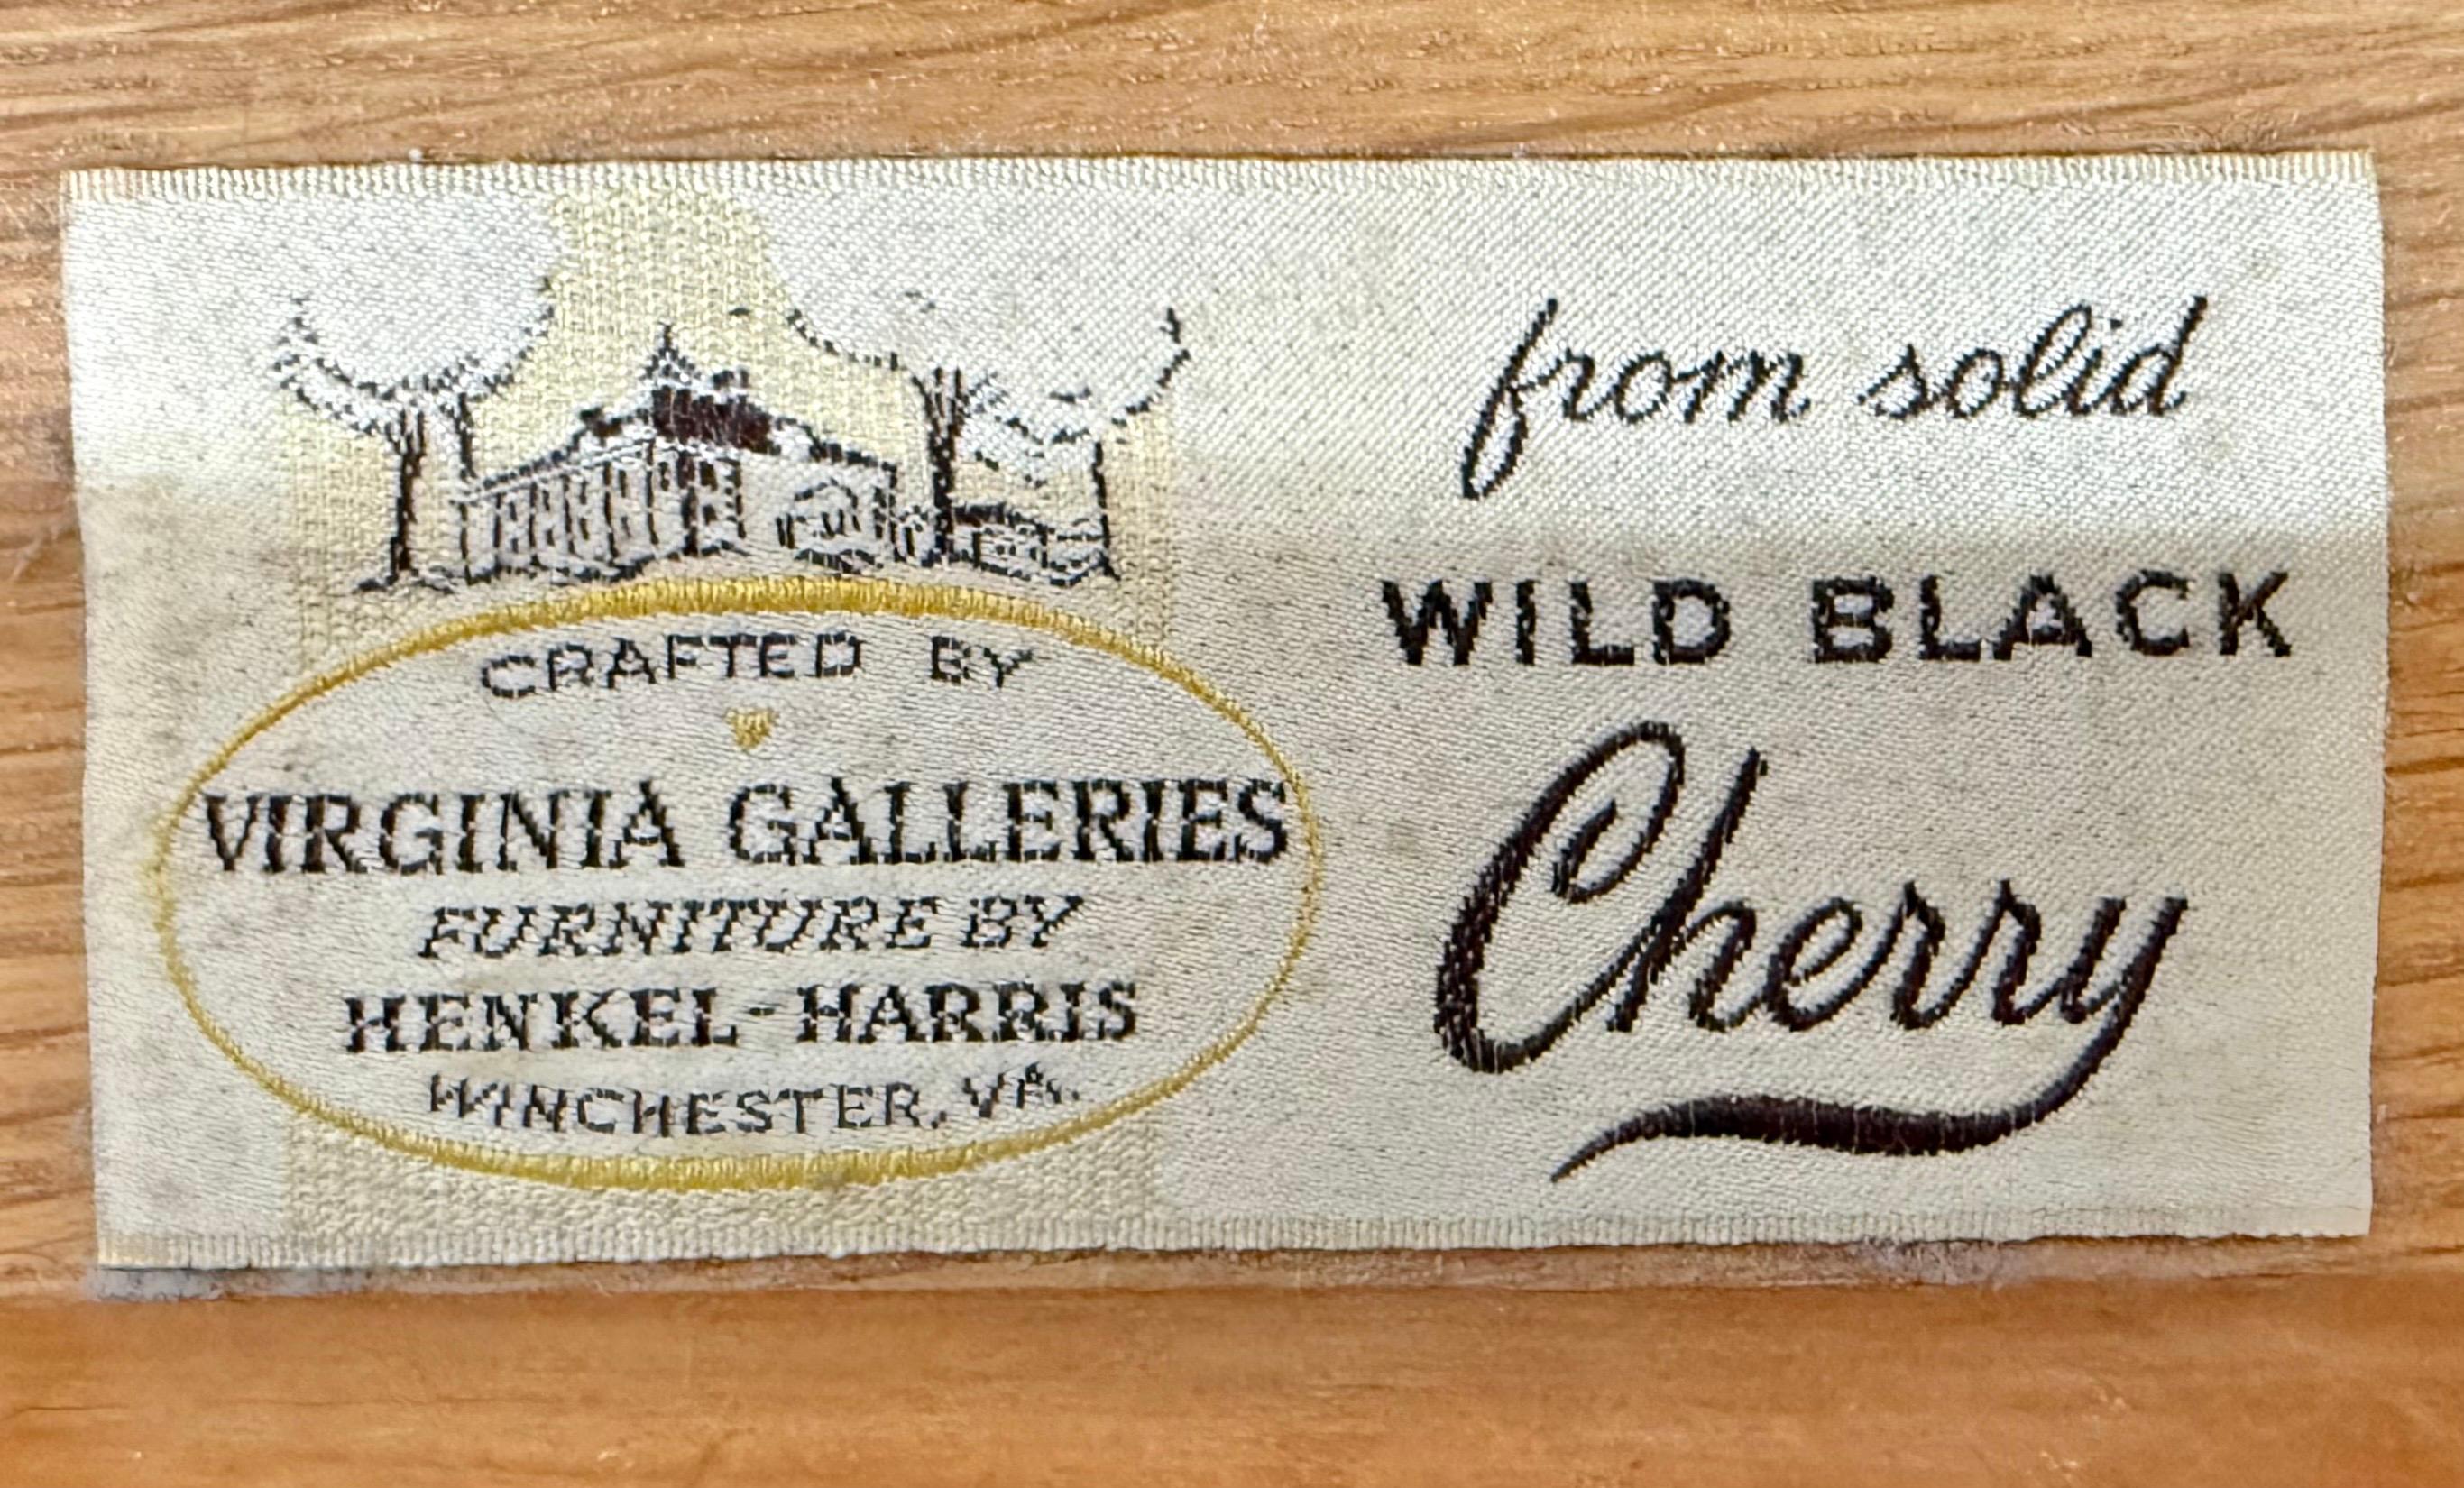 CRAFTED BY
VIRGINIA GALLERIES
FURNITURE BY
HENKEL-HARRIS
WINCHESTER, VA.
from solid
WILD BLACK
Cherry